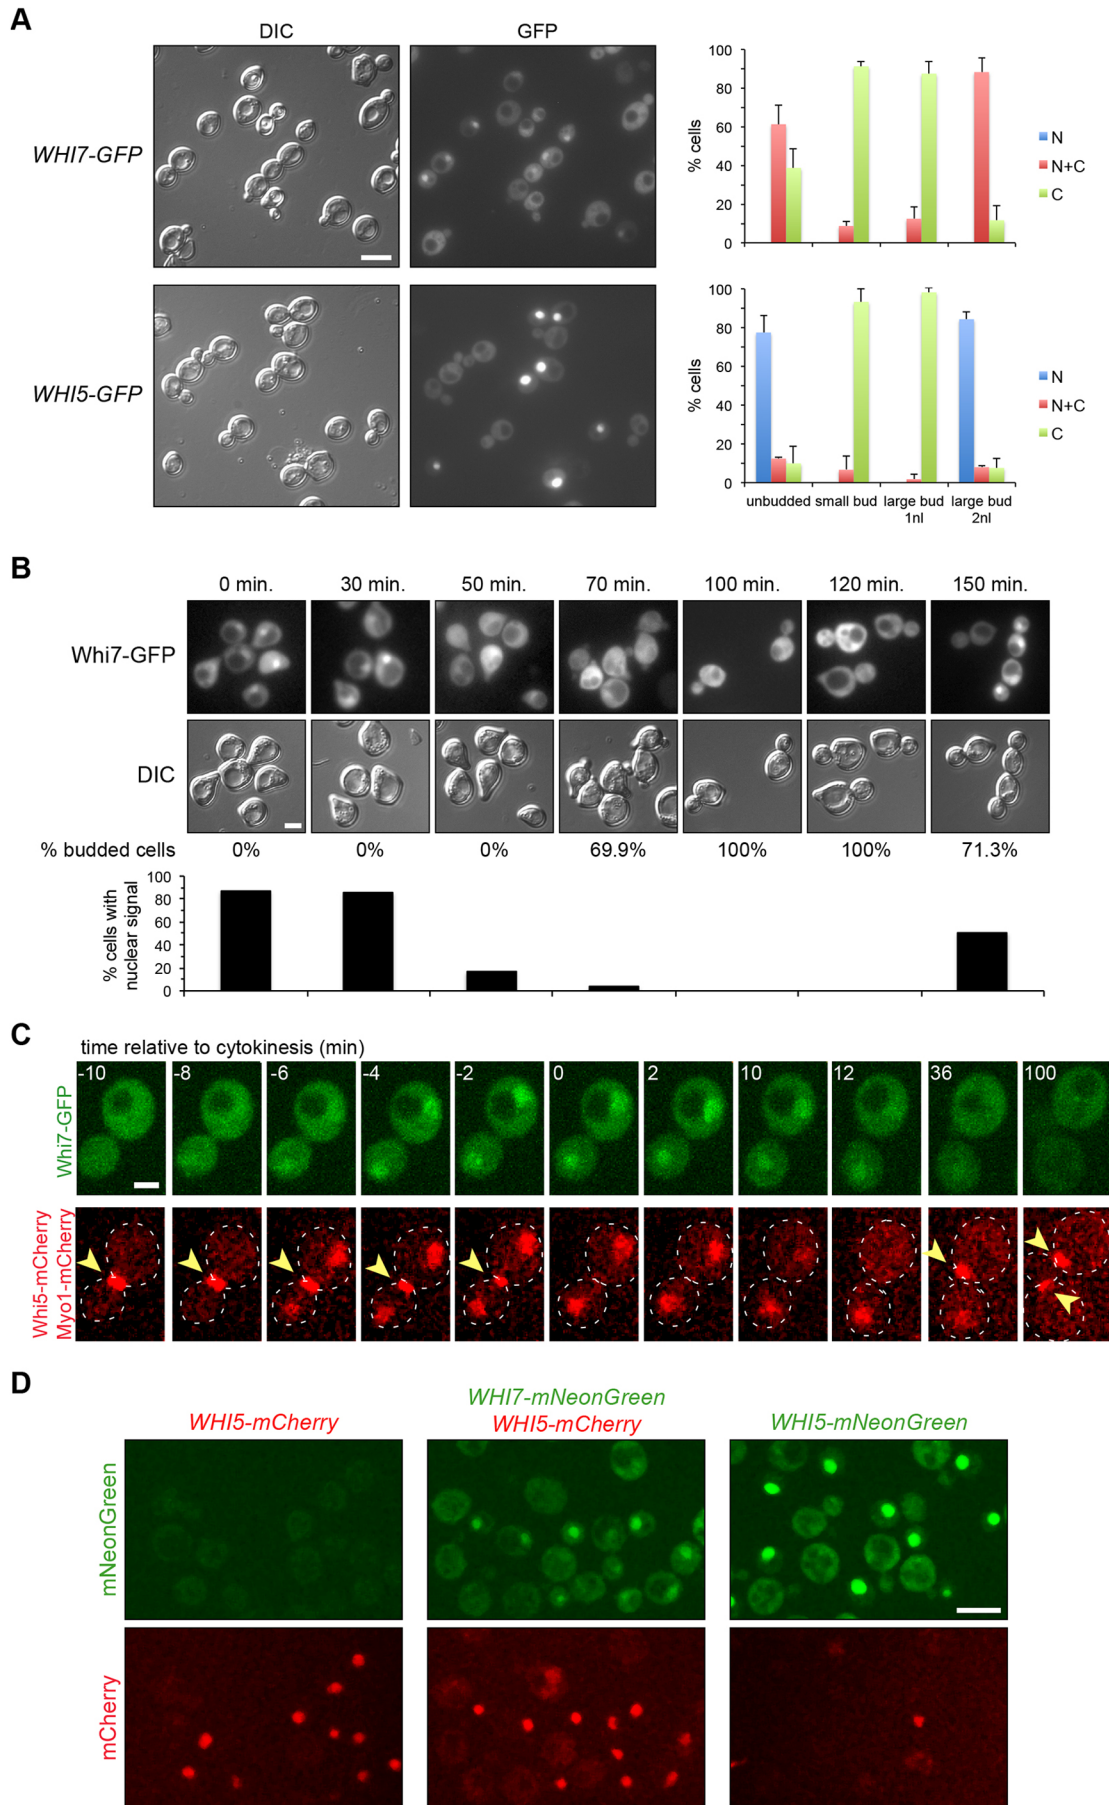 A
DIC
GFP
WHI7-GFP
100
80
60
40
20
0
% cells
N
N+C
C
WHI5-GFP
100
80
60
40
20
0
% cells
N
N+C
C
unbudded
small bud
large bud 1nl
large bud 2nl
B
0 min.
30 min.
50 min.
70 min.
100 min.
120 min.
150 min.
Whi7-GFP
DIC
% budded cells
0%
0%
0%
69.9%
100%
100%
71.3%
% cells with
nuclear signal
100
80
60
40
20
0
C
time relative to cytokinesis (min)
-10
-8
-6
-4
-2
0
2
10
12
36
100
Whi7-GFP
Whi5-mCherry
Myo1-mCherry
D
WHI5-mCherry
WHI7-mNeonGreen
WHI5-mCherry
WHI5-mNeonGreen
mNeonGreen
mCherry